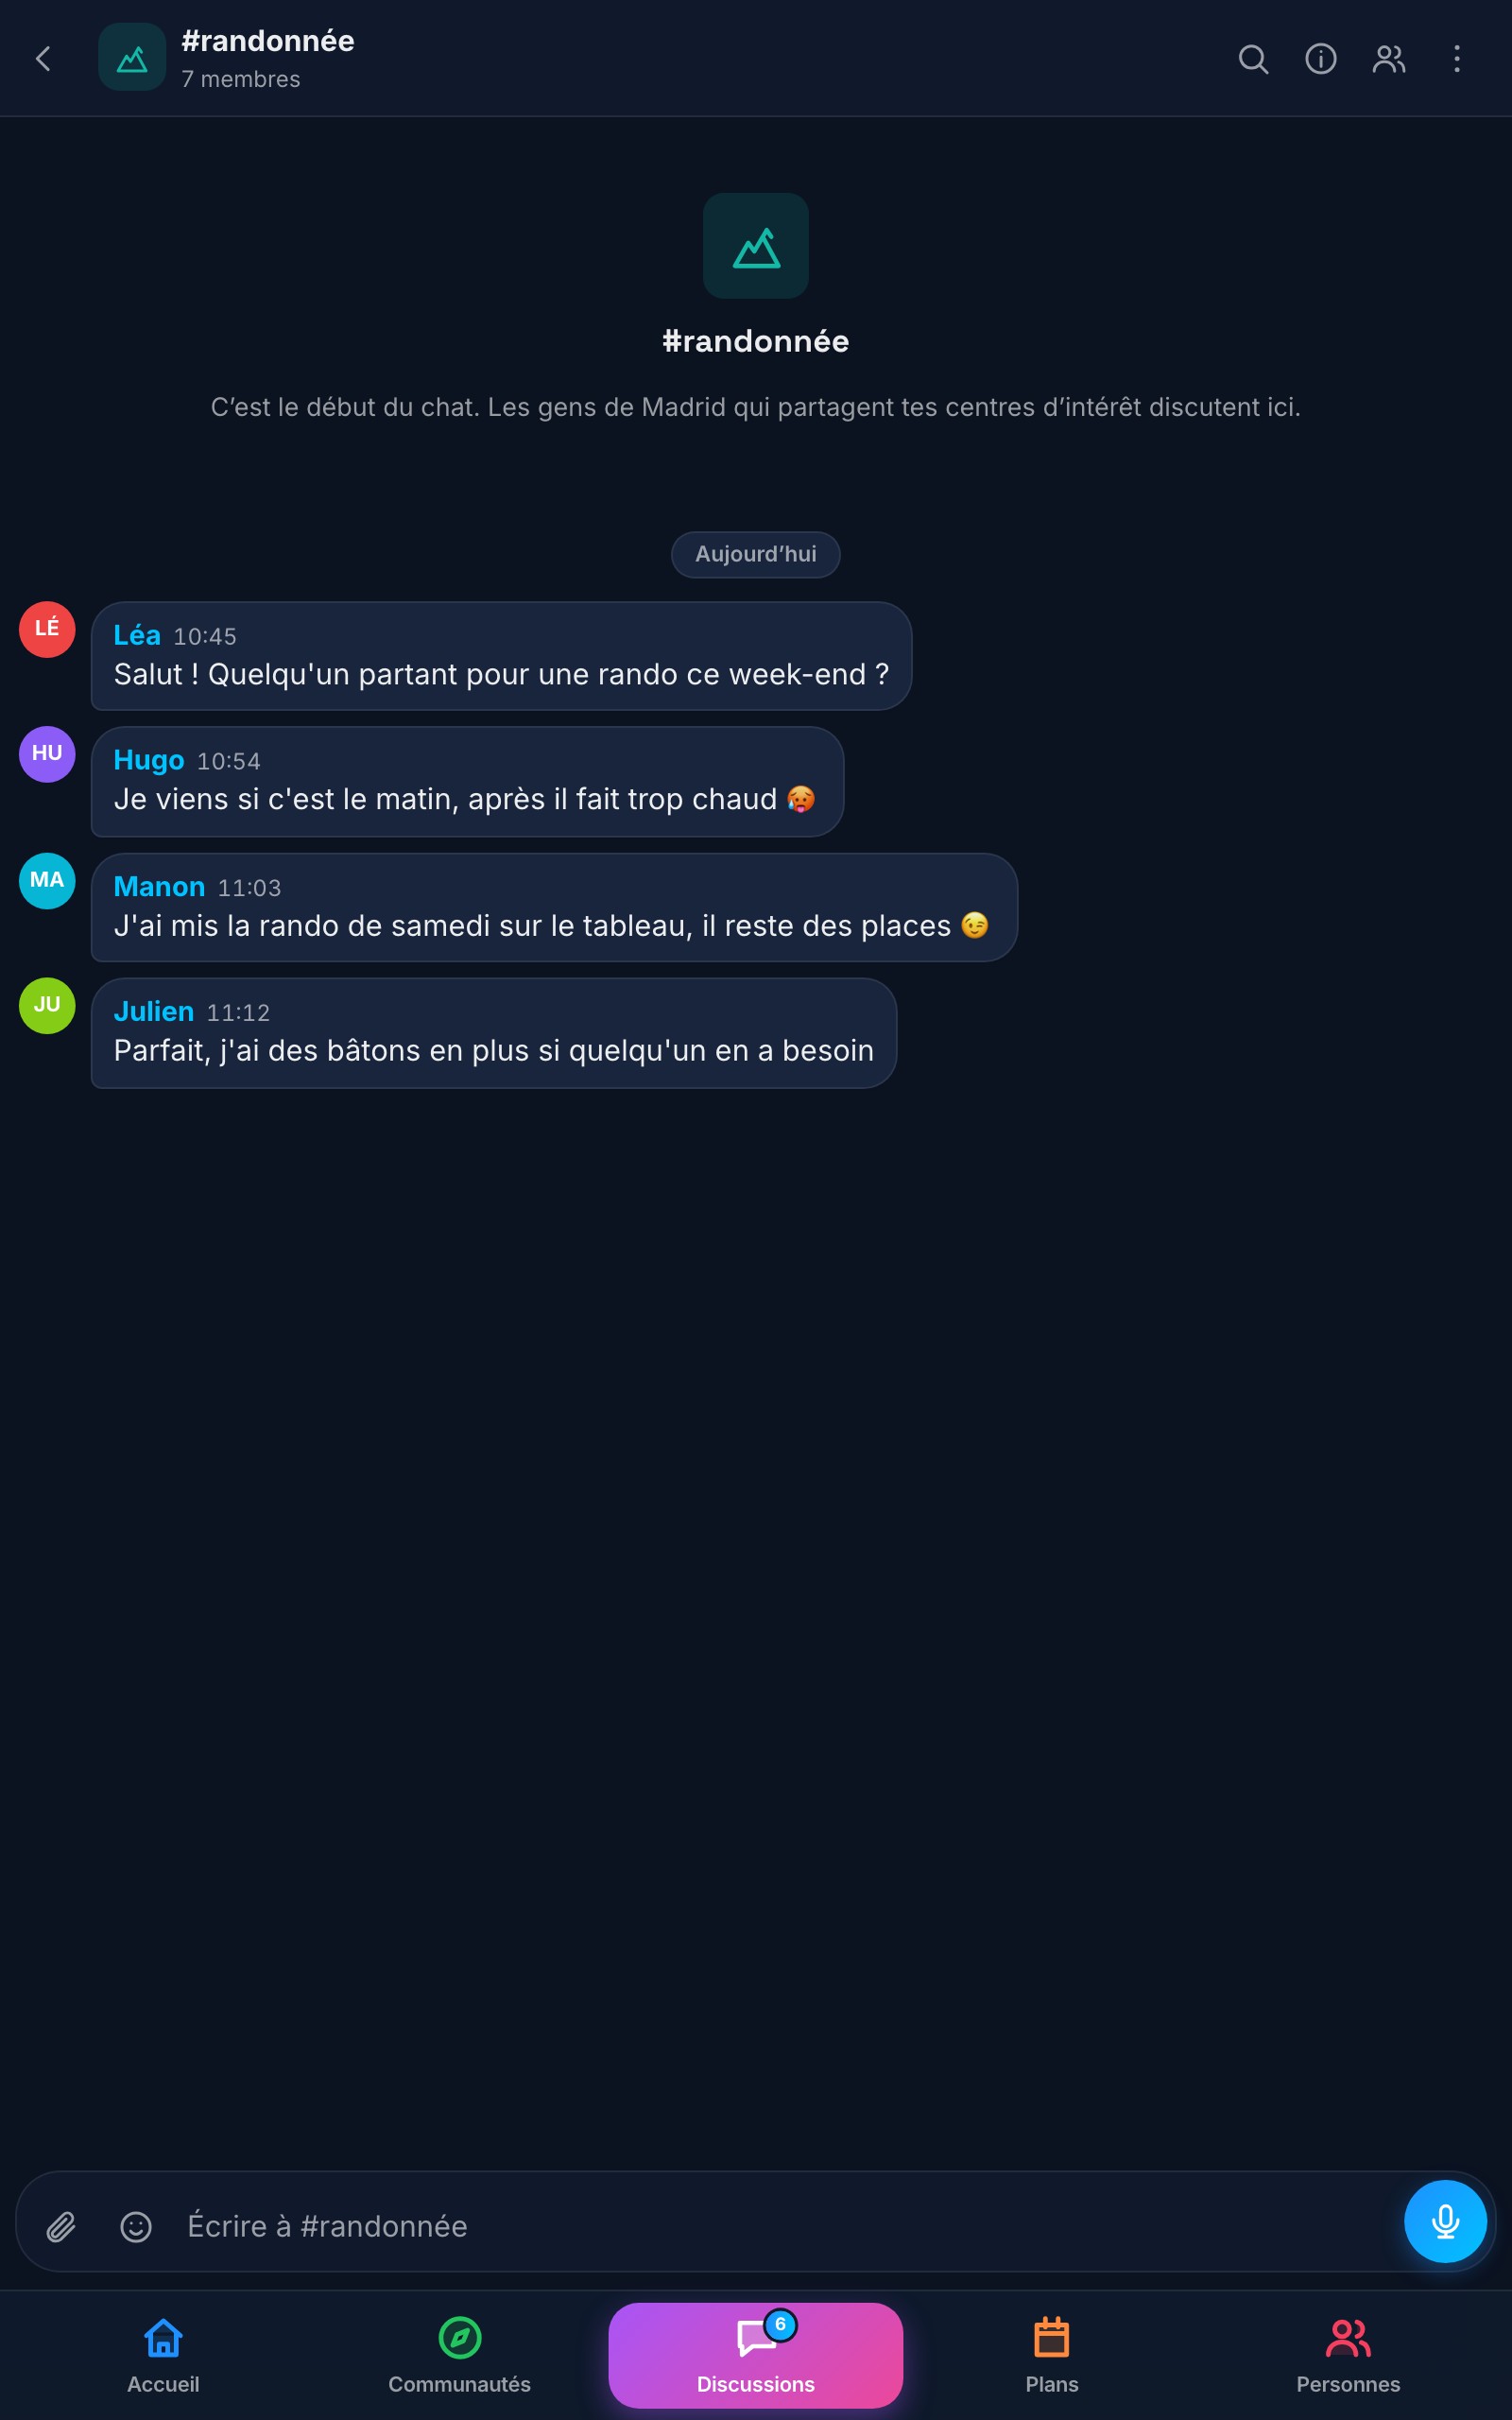 #randonnée
7 membres
#randonnée
C’est le début du chat. Les gens de Madrid qui partagent tes centres d’intérêt discutent ici.
Aujourd’hui
LÉ
Léa 10:45
Salut ! Quelqu'un partant pour une rando ce week-end ?
HU
Hugo 10:54
Je viens si c'est le matin, après il fait trop chaud 🥵
MA
Manon 11:03
J'ai mis la rando de samedi sur le tableau, il reste des places 😉
JU
Julien 11:12
Parfait, j'ai des bâtons en plus si quelqu'un en a besoin
Écrire à #randonnée
6
Accueil
Communautés
Discussions
Plans
Personnes